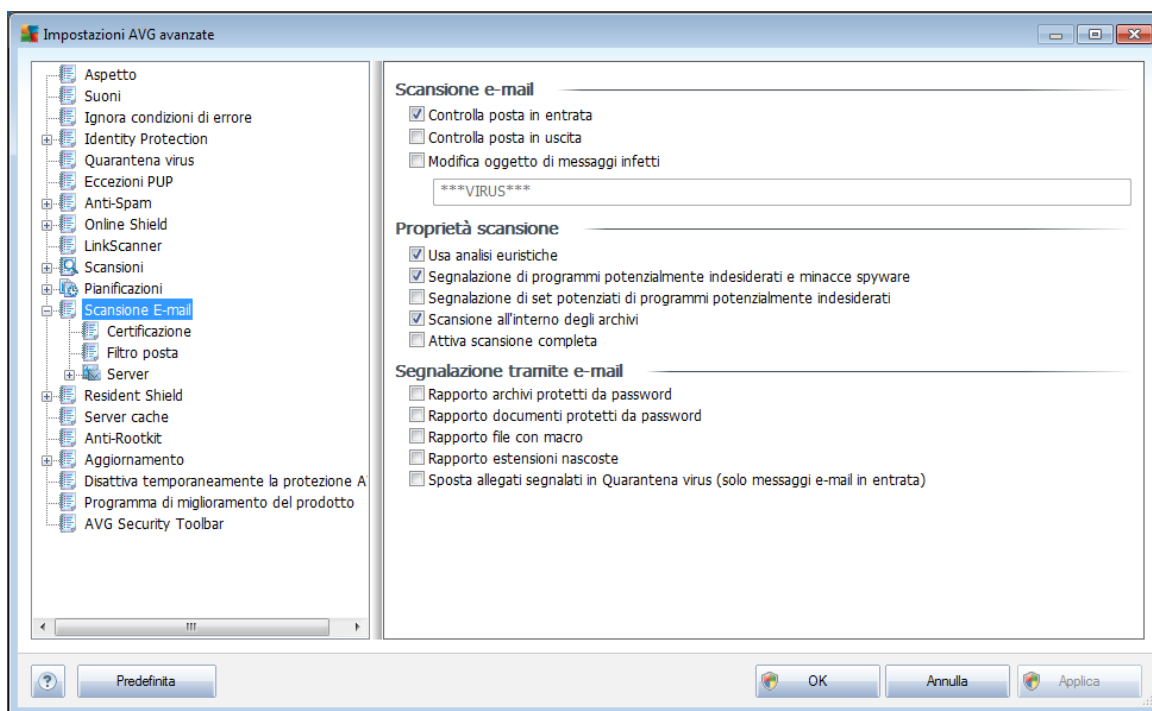 Impostazioni AVG avanzate
Aspetto
Suoni
Ignora condizioni di errore
Identity Protection
Quarantena virus
Eccezioni PUP
Anti-Spam
Online Shield
LinkScanner
Scansioni
Pianificazioni
Scansione E-mail
Certificazione
Filtro posta
Server
Resident Shield
Server cache
Anti-Rootkit
Aggiornamento
Disattiva temporaneamente la protezione A
Programma di miglioramento del prodotto
AVG Security Toolbar
Scansione e-mail
Controlla posta in entrata
Controlla posta in uscita
Modifica oggetto di messaggi infetti
***VIRUS***
Proprietà scansione
Usa analisi euristiche
Segnalazione di programmi potenzialmente indesiderati e minacce spyware
Segnalazione di set potenziati di programmi potenzialmente indesiderati
Scansione all'interno degli archivi
Attiva scansione completa
Segnalazione tramite e-mail
Rapporto archivi protetti da password
Rapporto documenti protetti da password
Rapporto file con macro
Rapporto estensioni nascoste
Sposta allegati segnalati in Quarantena virus (solo messaggi e-mail in entrata)
?
Predefinita
OK
Annulla
Applica